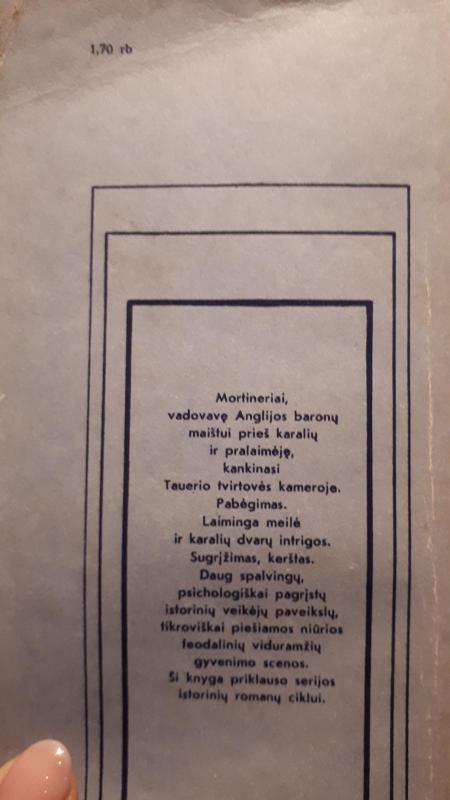 1,70 rb
Mortineriai,
vadovavę Anglijos baronų
maištui prieš karalių
ir pralaimėję,
kankinasi
Tauerio tvirtovės kameroje.
Pabėgimas.
Laiminga meilė
ir karalių dvarų intrigos.
Sugrįžimas, kerštas.
Daug spalvingų,
psichologiškai pagrįstų
istorinių veikėjų paveikslų,
tikroviškai piešiamos niūrios
feodalinių viduramžių
gyvenimo scenos.
Ši knyga priklauso serijos
istorinių romanų ciklui.